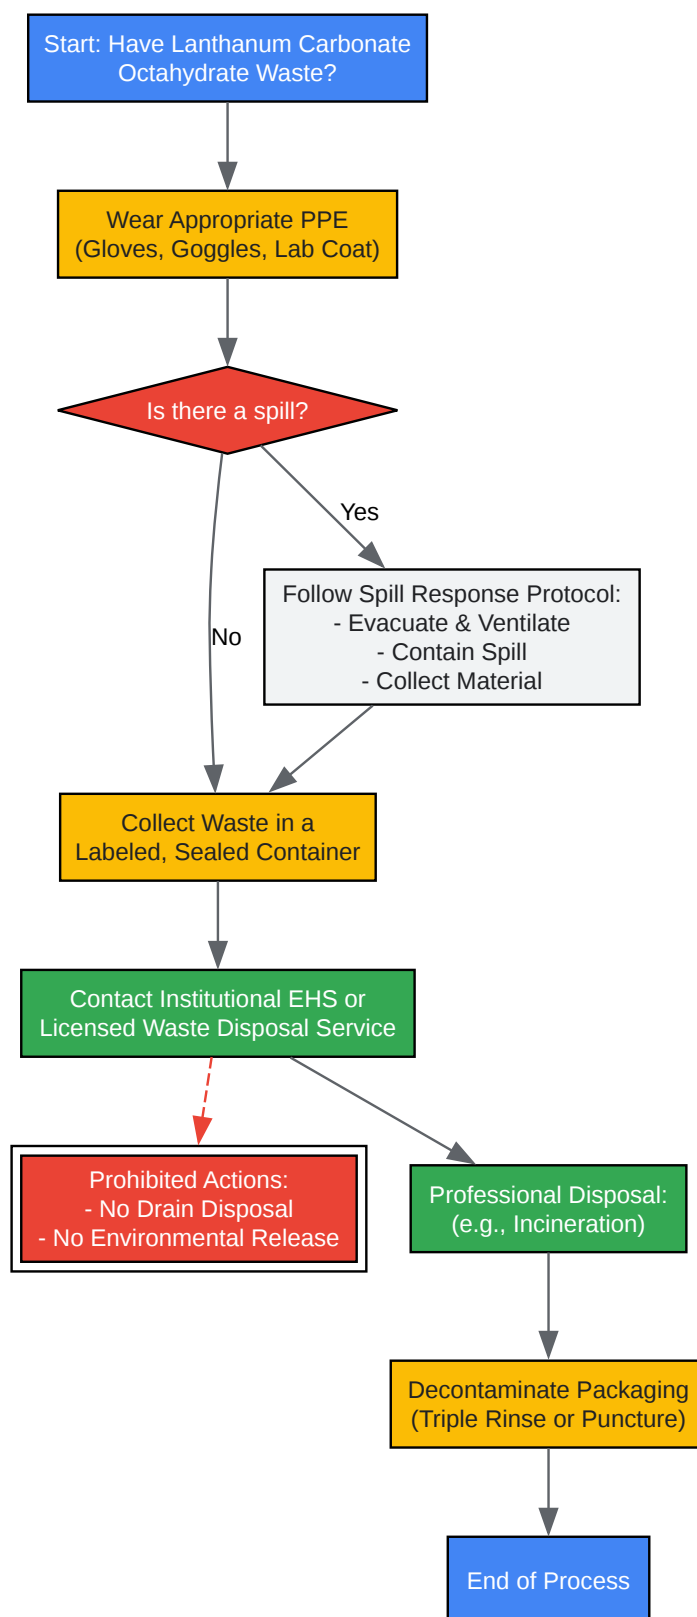 Start: Have Lanthanum Carbonate
Octahydrate Waste?
Wear Appropriate PPE
(Gloves, Goggles, Lab Coat)
Is there a spill?
Yes
Follow Spill Response Protocol:
- Evacuate & Ventilate
- Contain Spill
- Collect Material
No
Collect Waste in a
Labeled, Sealed Container
Contact Institutional EHS or
Licensed Waste Disposal Service
Prohibited Actions:
- No Drain Disposal
- No Environmental Release
Professional Disposal:
(e.g., Incineration)
Decontaminate Packaging
(Triple Rinse or Puncture)
End of Process